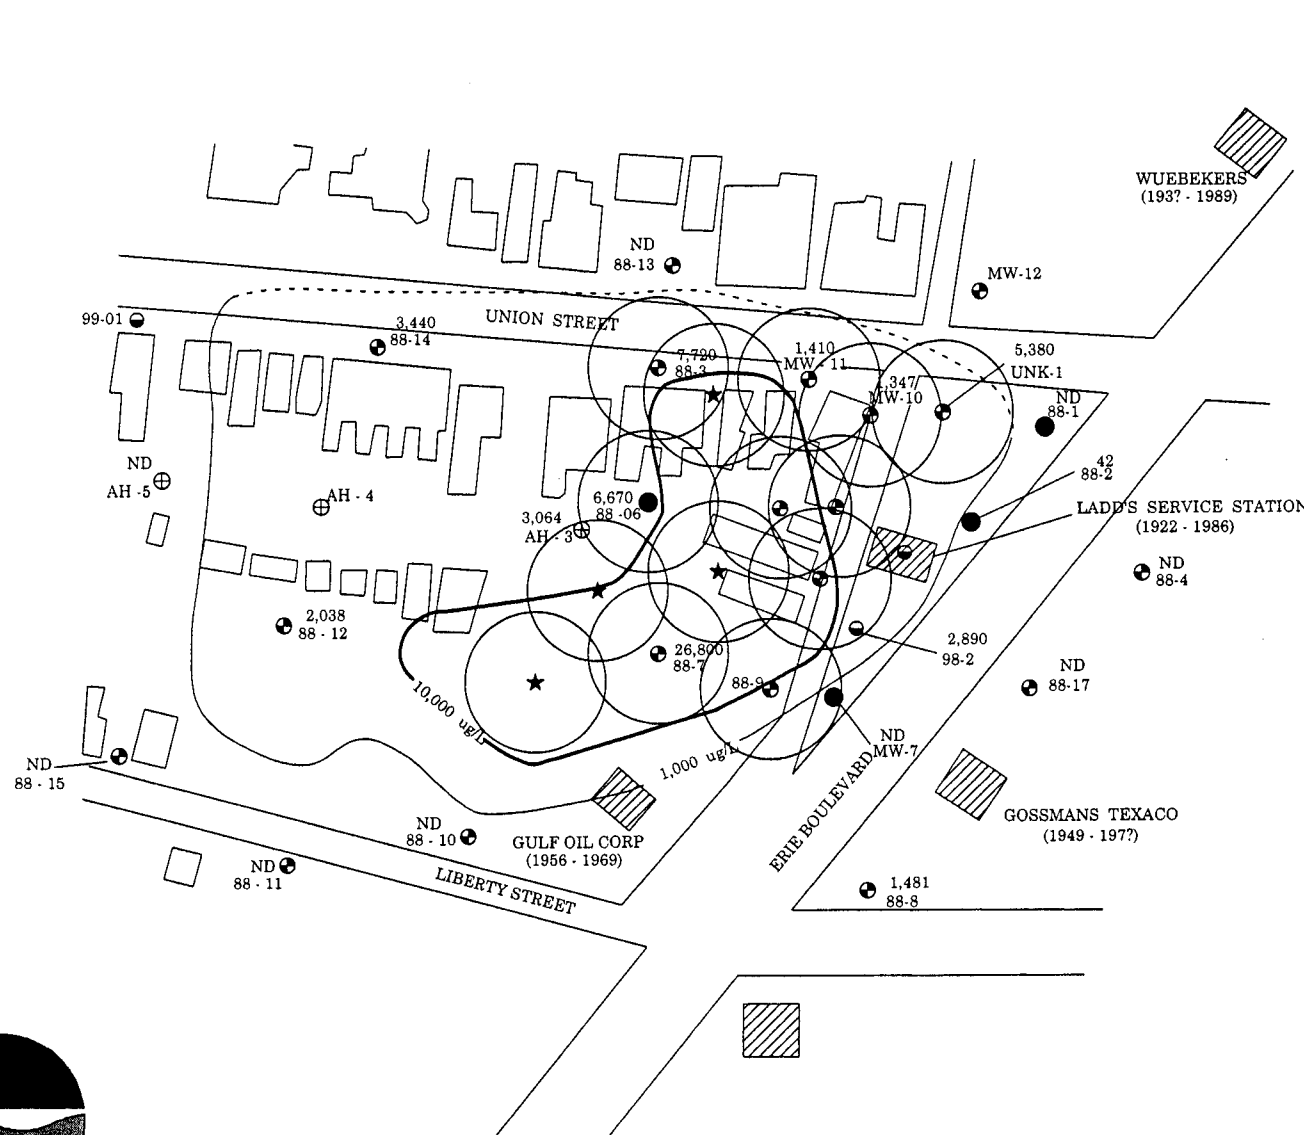 WUEBEKERS
(193? - 1989)
ND
88-13
MW-12
99-01
3,440
88-14
UNION STREET
7,720
88-3
1,410
MW - 11
5,380
UNK-1
1,347
MW-10
ND
88-1
42
88-2
ND
AH -5
AH - 4
6,670
88 -06
3,064
AH - 3
LADD'S SERVICE STATION
(1922 - 1986)
ND
88-4
2,038
88 - 12
26,800
88-7
88-9
2,890
98-2
ND
88-17
10,000 ug/L
1,000 ug/L
ND
MW-7
ND
88 - 15
ERIE BOULEVARD
GOSSMANS TEXACO
(1949 - 197?)
ND
88 - 10
GULF OIL CORP
(1956 - 1969)
ND
88 - 11
LIBERTY STREET
1,481
88-8